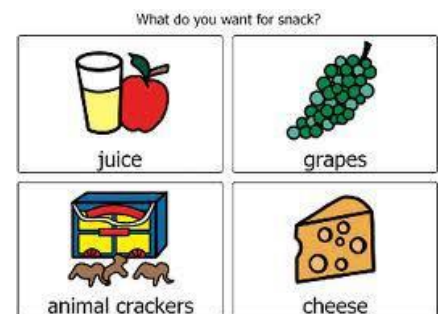 What do you want for snack?
juice
grapes
animal crackers
cheese